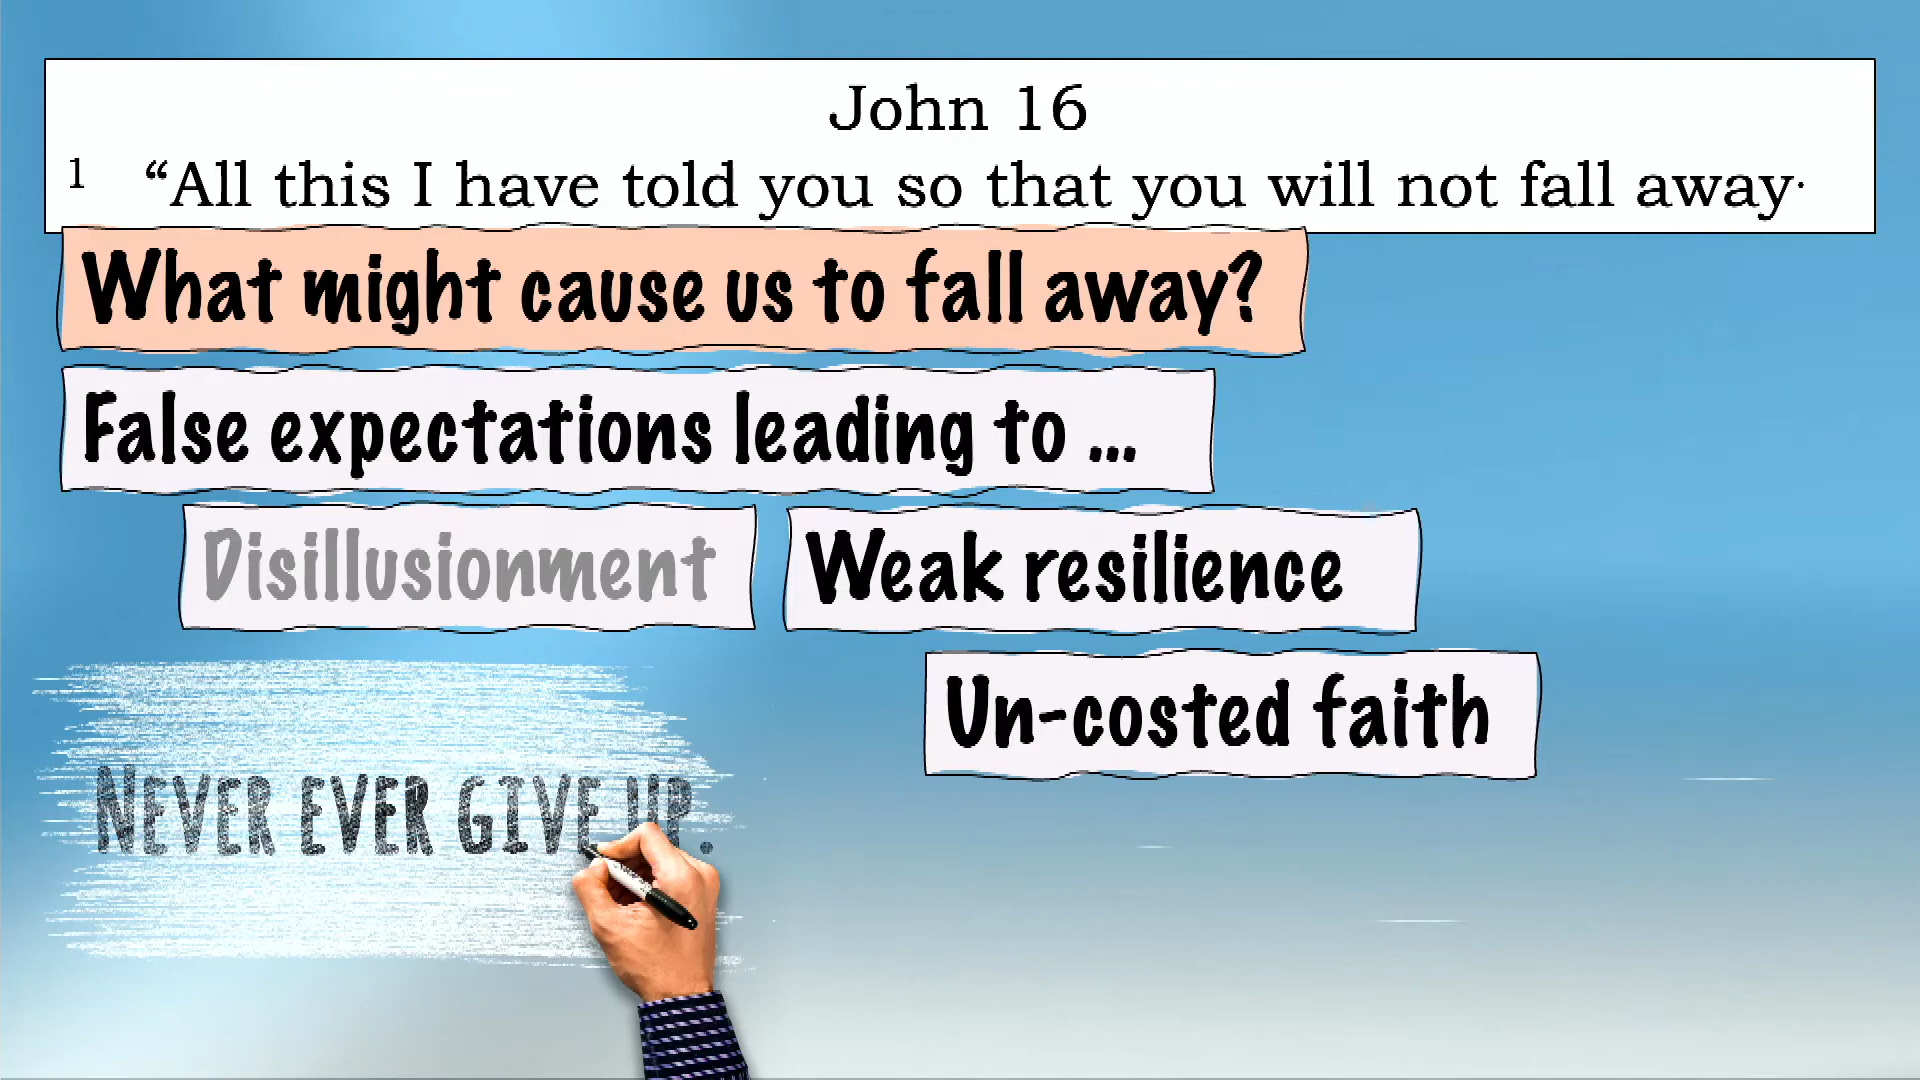 John 16
1 “All this I have told you so that you will not fall away.
What might cause us to fall away?
False expectations leading to ...
Disillusionment
Weak resilience
Un-costed faith
NEVER EVER GIVE UP.